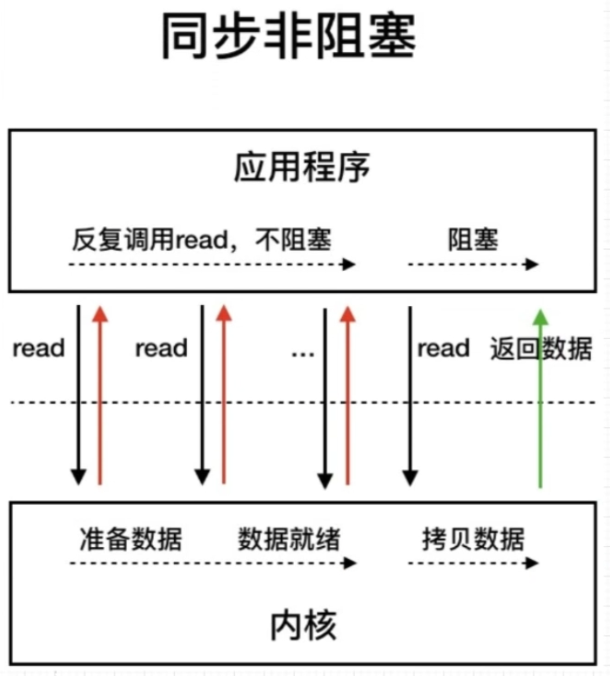 同步非阻塞
应用程序
反复调用read，不阻塞
阻塞
read
read
...
read
返回数据
准备数据
数据就绪
拷贝数据
内核